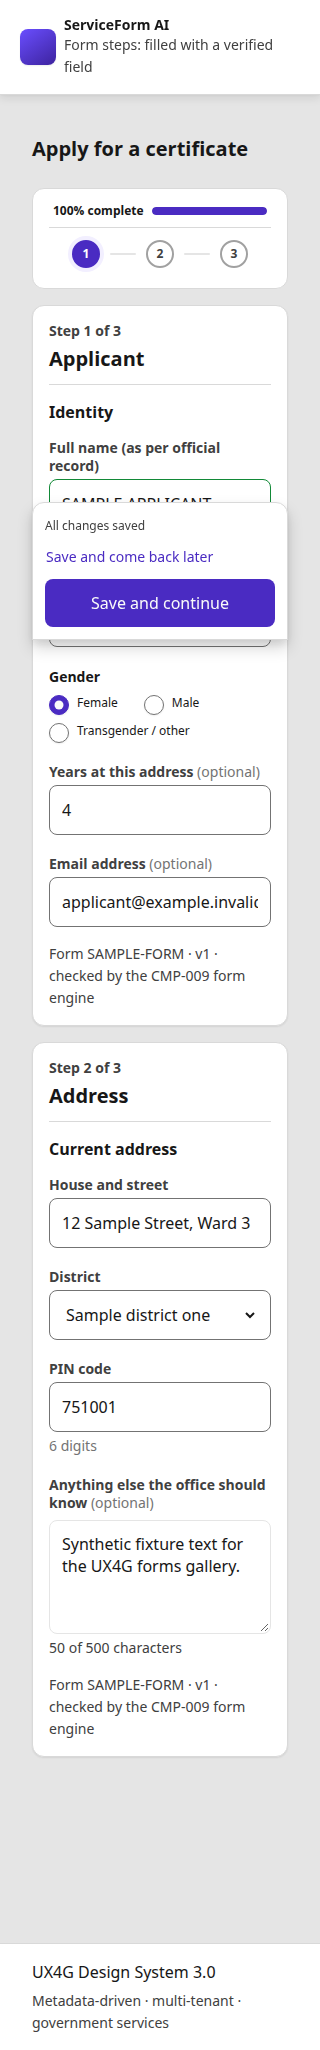 ServiceForm AI
Form steps: filled with a verified
field
Apply for a certificate
100% complete
1
2
3
Step 1 of 3
Applicant
Identity
Full name (as per official
record)
All changes saved
Save and come back later
Save and continue
Gender
Female
Male
Transgender / other
Years at this address (optional)
4
Email address (optional)
applicant@example.invalid
Form SAMPLE-FORM · v1 ·
checked by the CMP-009 form
engine
Step 2 of 3
Address
Current address
House and street
12 Sample Street, Ward 3
District
Sample district one
PIN code
751001
6 digits
Anything else the office should
know (optional)
Synthetic fixture text for
the UX4G forms gallery.
50 of 500 characters
Form SAMPLE-FORM · v1 ·
checked by the CMP-009 form
engine
UX4G Design System 3.0
Metadata-driven · multi-tenant ·
government services